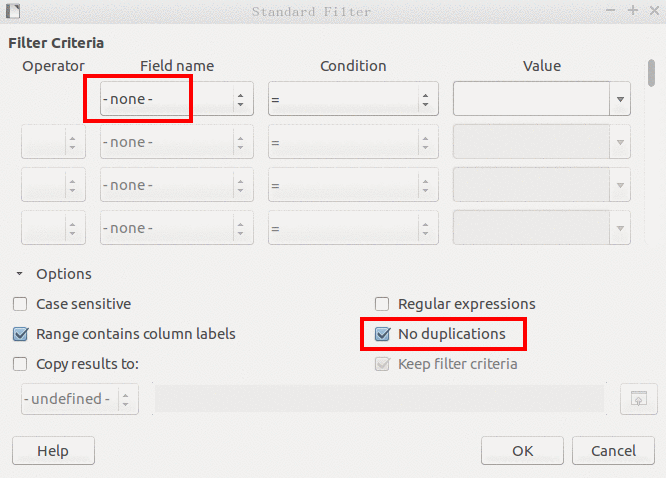 Standard Filter
Filter Criteria
Operator Field name Condition Value
- none - =
- none - =
- none - =
- none - =
Options
Case sensitive Regular expressions
Range contains column labels No duplications
Copy results to: Keep filter criteria
- undefined -
Help OK Cancel